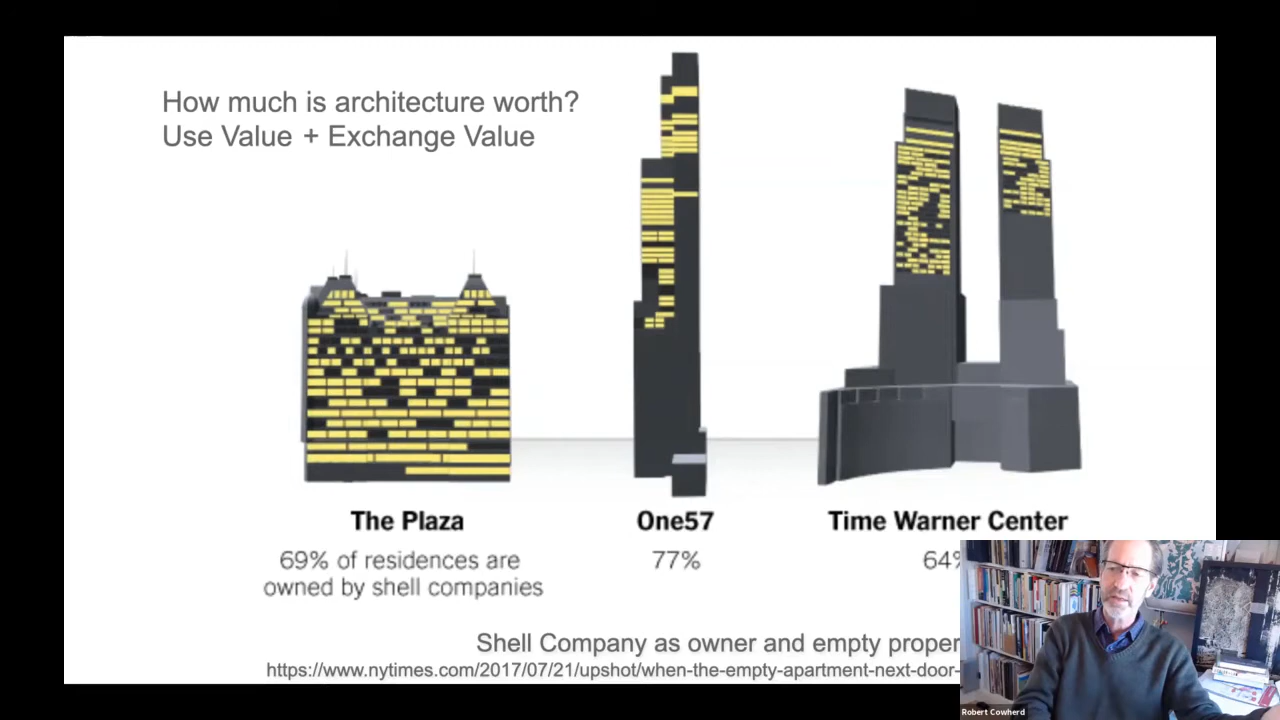 How much is architecture worth?
Use Value + Exchange Value
The Plaza
69% of residences are
owned by shell companies
One57
77%
Time Warner Center
64%
Shell Company as owner and empty proper
https://www.nytimes.com/2017/07/21/upshot/when-the-empty-apartment-next-door-
Robert Cowherd